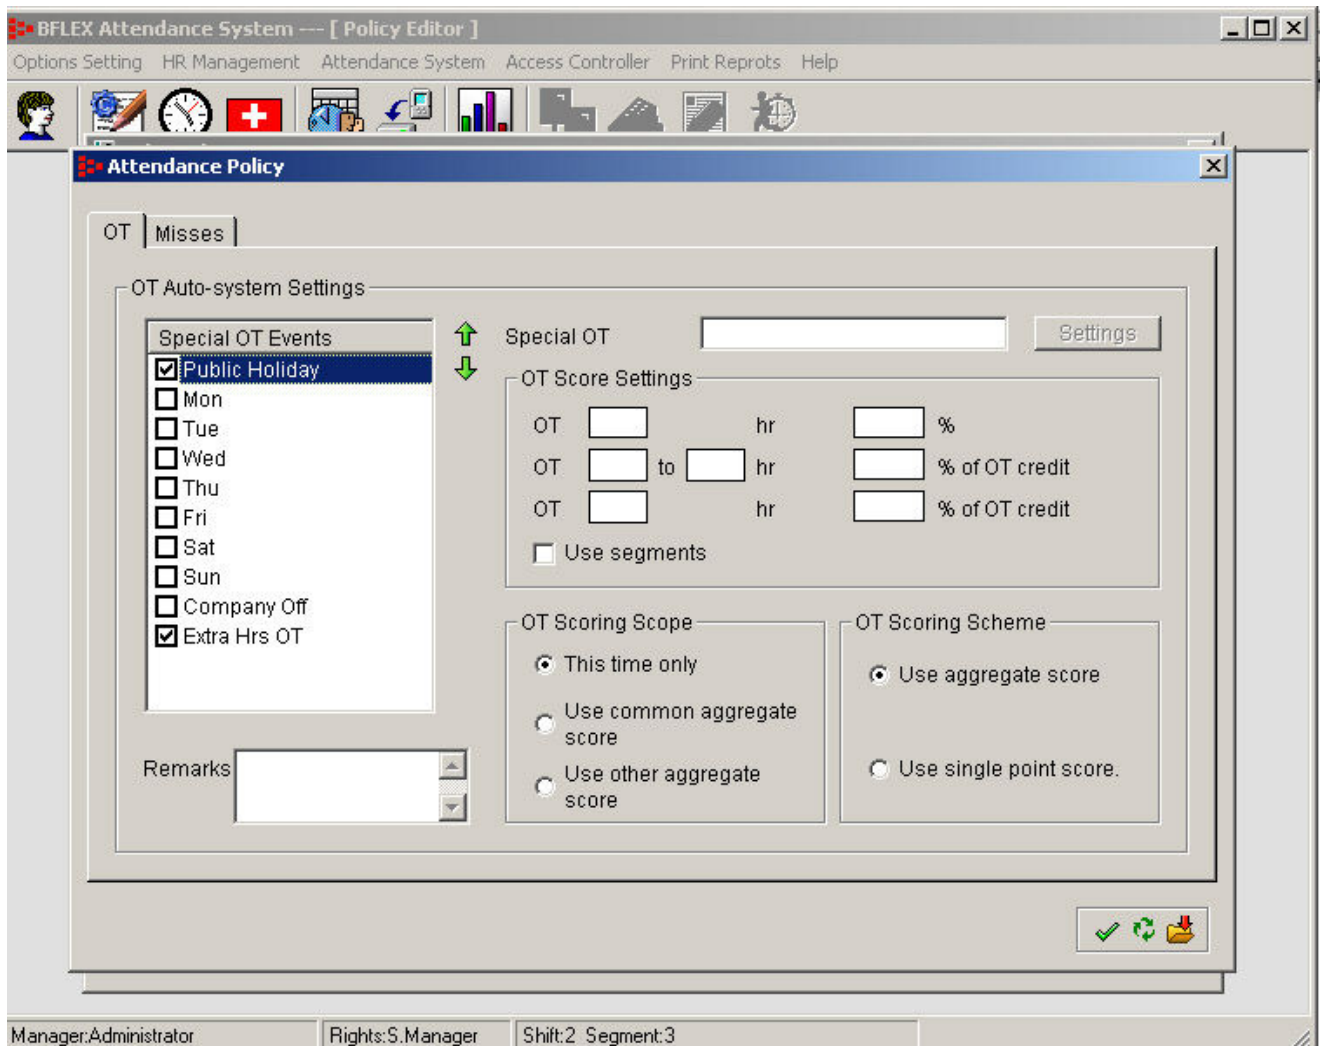 BFLEX Attendance System --- [ Policy Editor ]
Options Setting HR Management Attendance System Access Controller Print Reprots Help
Attendance Policy
OT Misses
OT Auto-system Settings
Special OT Events
Public Holiday
Mon
Tue
Wed
Thu
Fri
Sat
Sun
Company Off
Extra Hrs OT
Remarks
Special OT Settings
OT Score Settings
OT hr %
OT to hr % of OT credit
OT hr % of OT credit
Use segments
OT Scoring Scope
This time only
Use common aggregate
score
Use other aggregate
score
OT Scoring Scheme
Use aggregate score
Use single point score.
Manager:Administrator Rights:S.Manager Shift:2 Segment:3